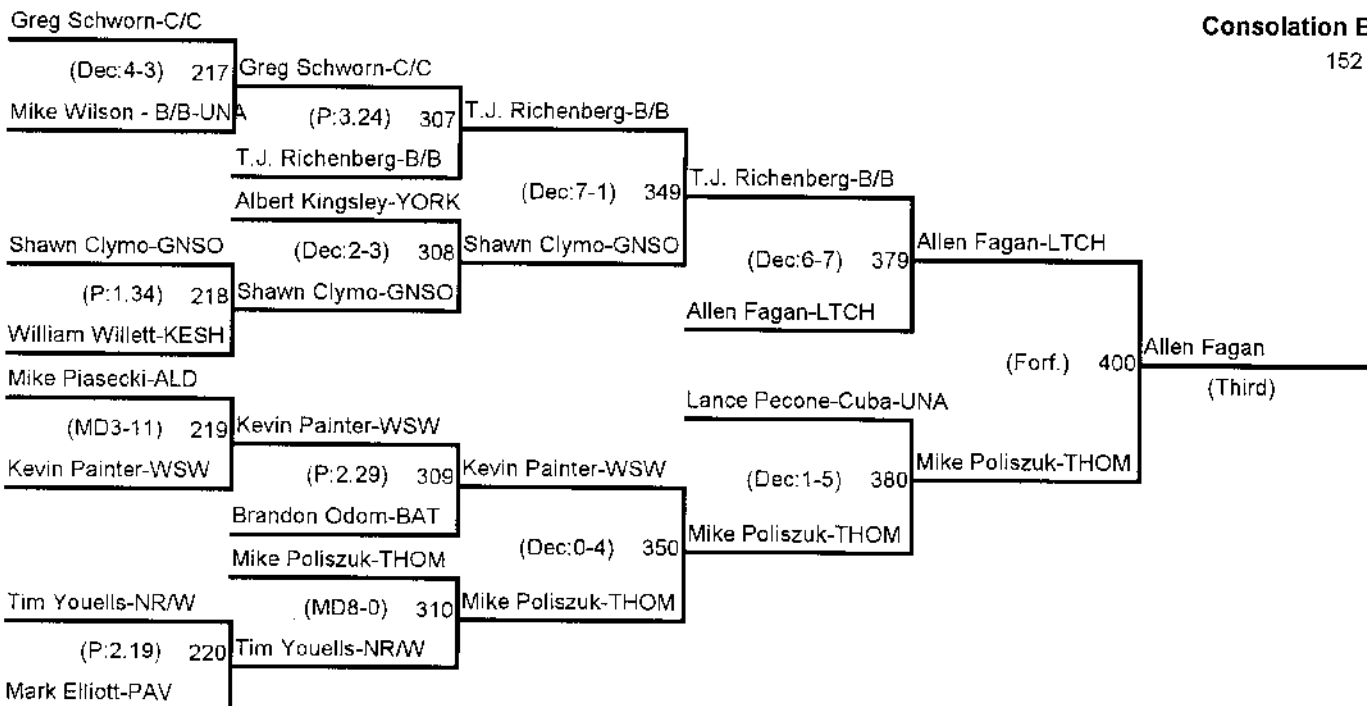 Greg Schworn-C/C
Consolation B
152
(Dec:4-3) 217 Greg Schworn-C/C
Mike Wilson - B/B-UNA
(P:3.24) 307 T.J. Richenberg-B/B
T.J. Richenberg-B/B
(Dec:7-1) 349 T.J. Richenberg-B/B
Albert Kingsley-YORK
Shawn Clymo-GNSO
(Dec:2-3) 308 Shawn Clymo-GNSO
(Dec:6-7) 379 Allen Fagan-LTCH
(P:1.34) 218 Shawn Clymo-GNSO
Allen Fagan-LTCH
William Willett-KESH
(Forf.) 400 Allen Fagan
(Third)
Mike Piasecki-ALD
Lance Pecone-Cuba-UNA
(MD3-11) 219 Kevin Painter-WSW
Kevin Painter-WSW
(P:2.29) 309 Kevin Painter-WSW
(Dec:1-5) 380 Mike Poliszuk-THOM
Brandon Odom-BAT
(Dec:0-4) 350 Mike Poliszuk-THOM
Mike Poliszuk-THOM
Tim Youells-NR/W
(MD8-0) 310 Mike Poliszuk-THOM
(P:2.19) 220 Tim Youells-NR/W
Mark Elliott-PAV